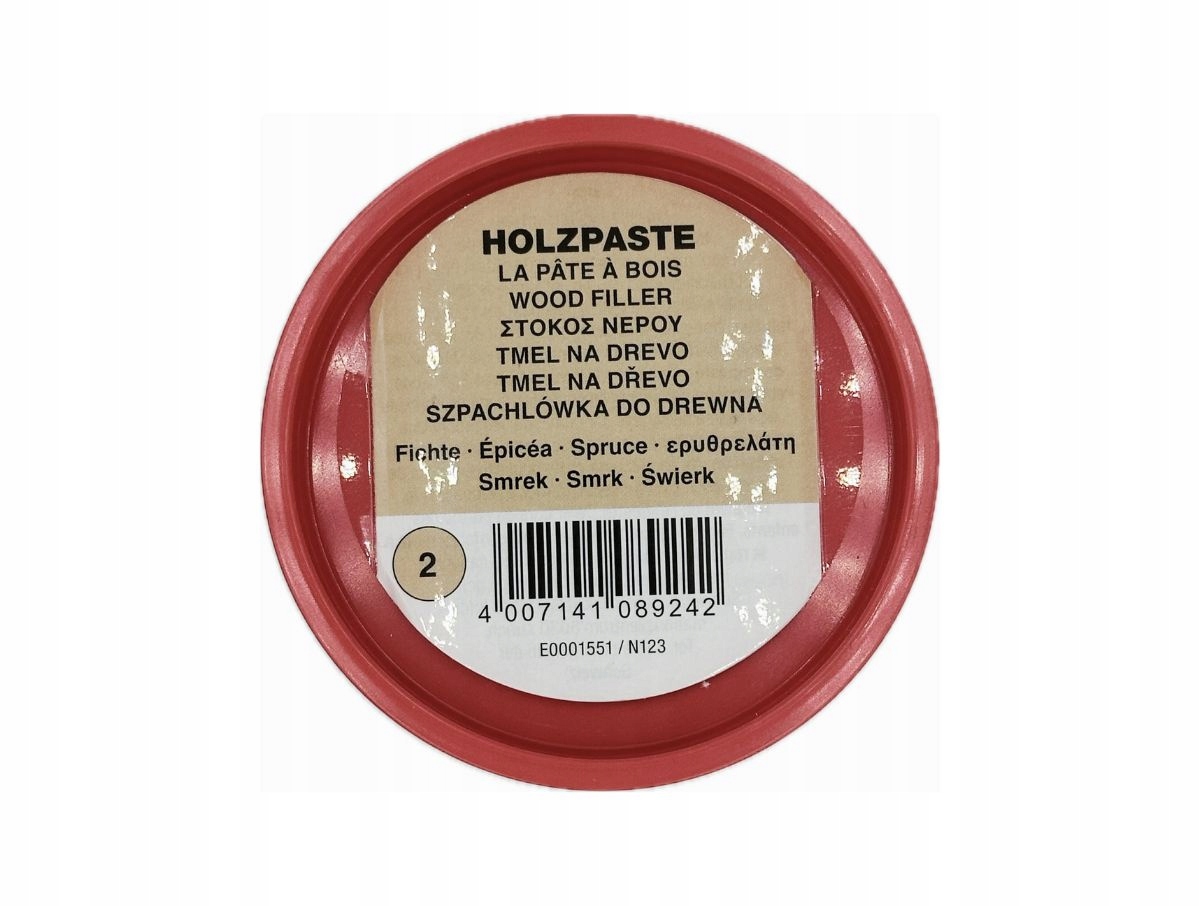 HOLZPASTE
LA PÂTE À BOIS
WOOD FILLER
ΣΤΟΚΟΣ ΝΕΡΟΥ
TMEL NA DREVO
TMEL NA DŘEVO
SZPACHLÓWKA DO DREWNA
Fichte · Épicéa · Spruce · ερυθρελάτη
Smrek · Smrk · Świerk
2
4 007141 089242
E0001551 / N123